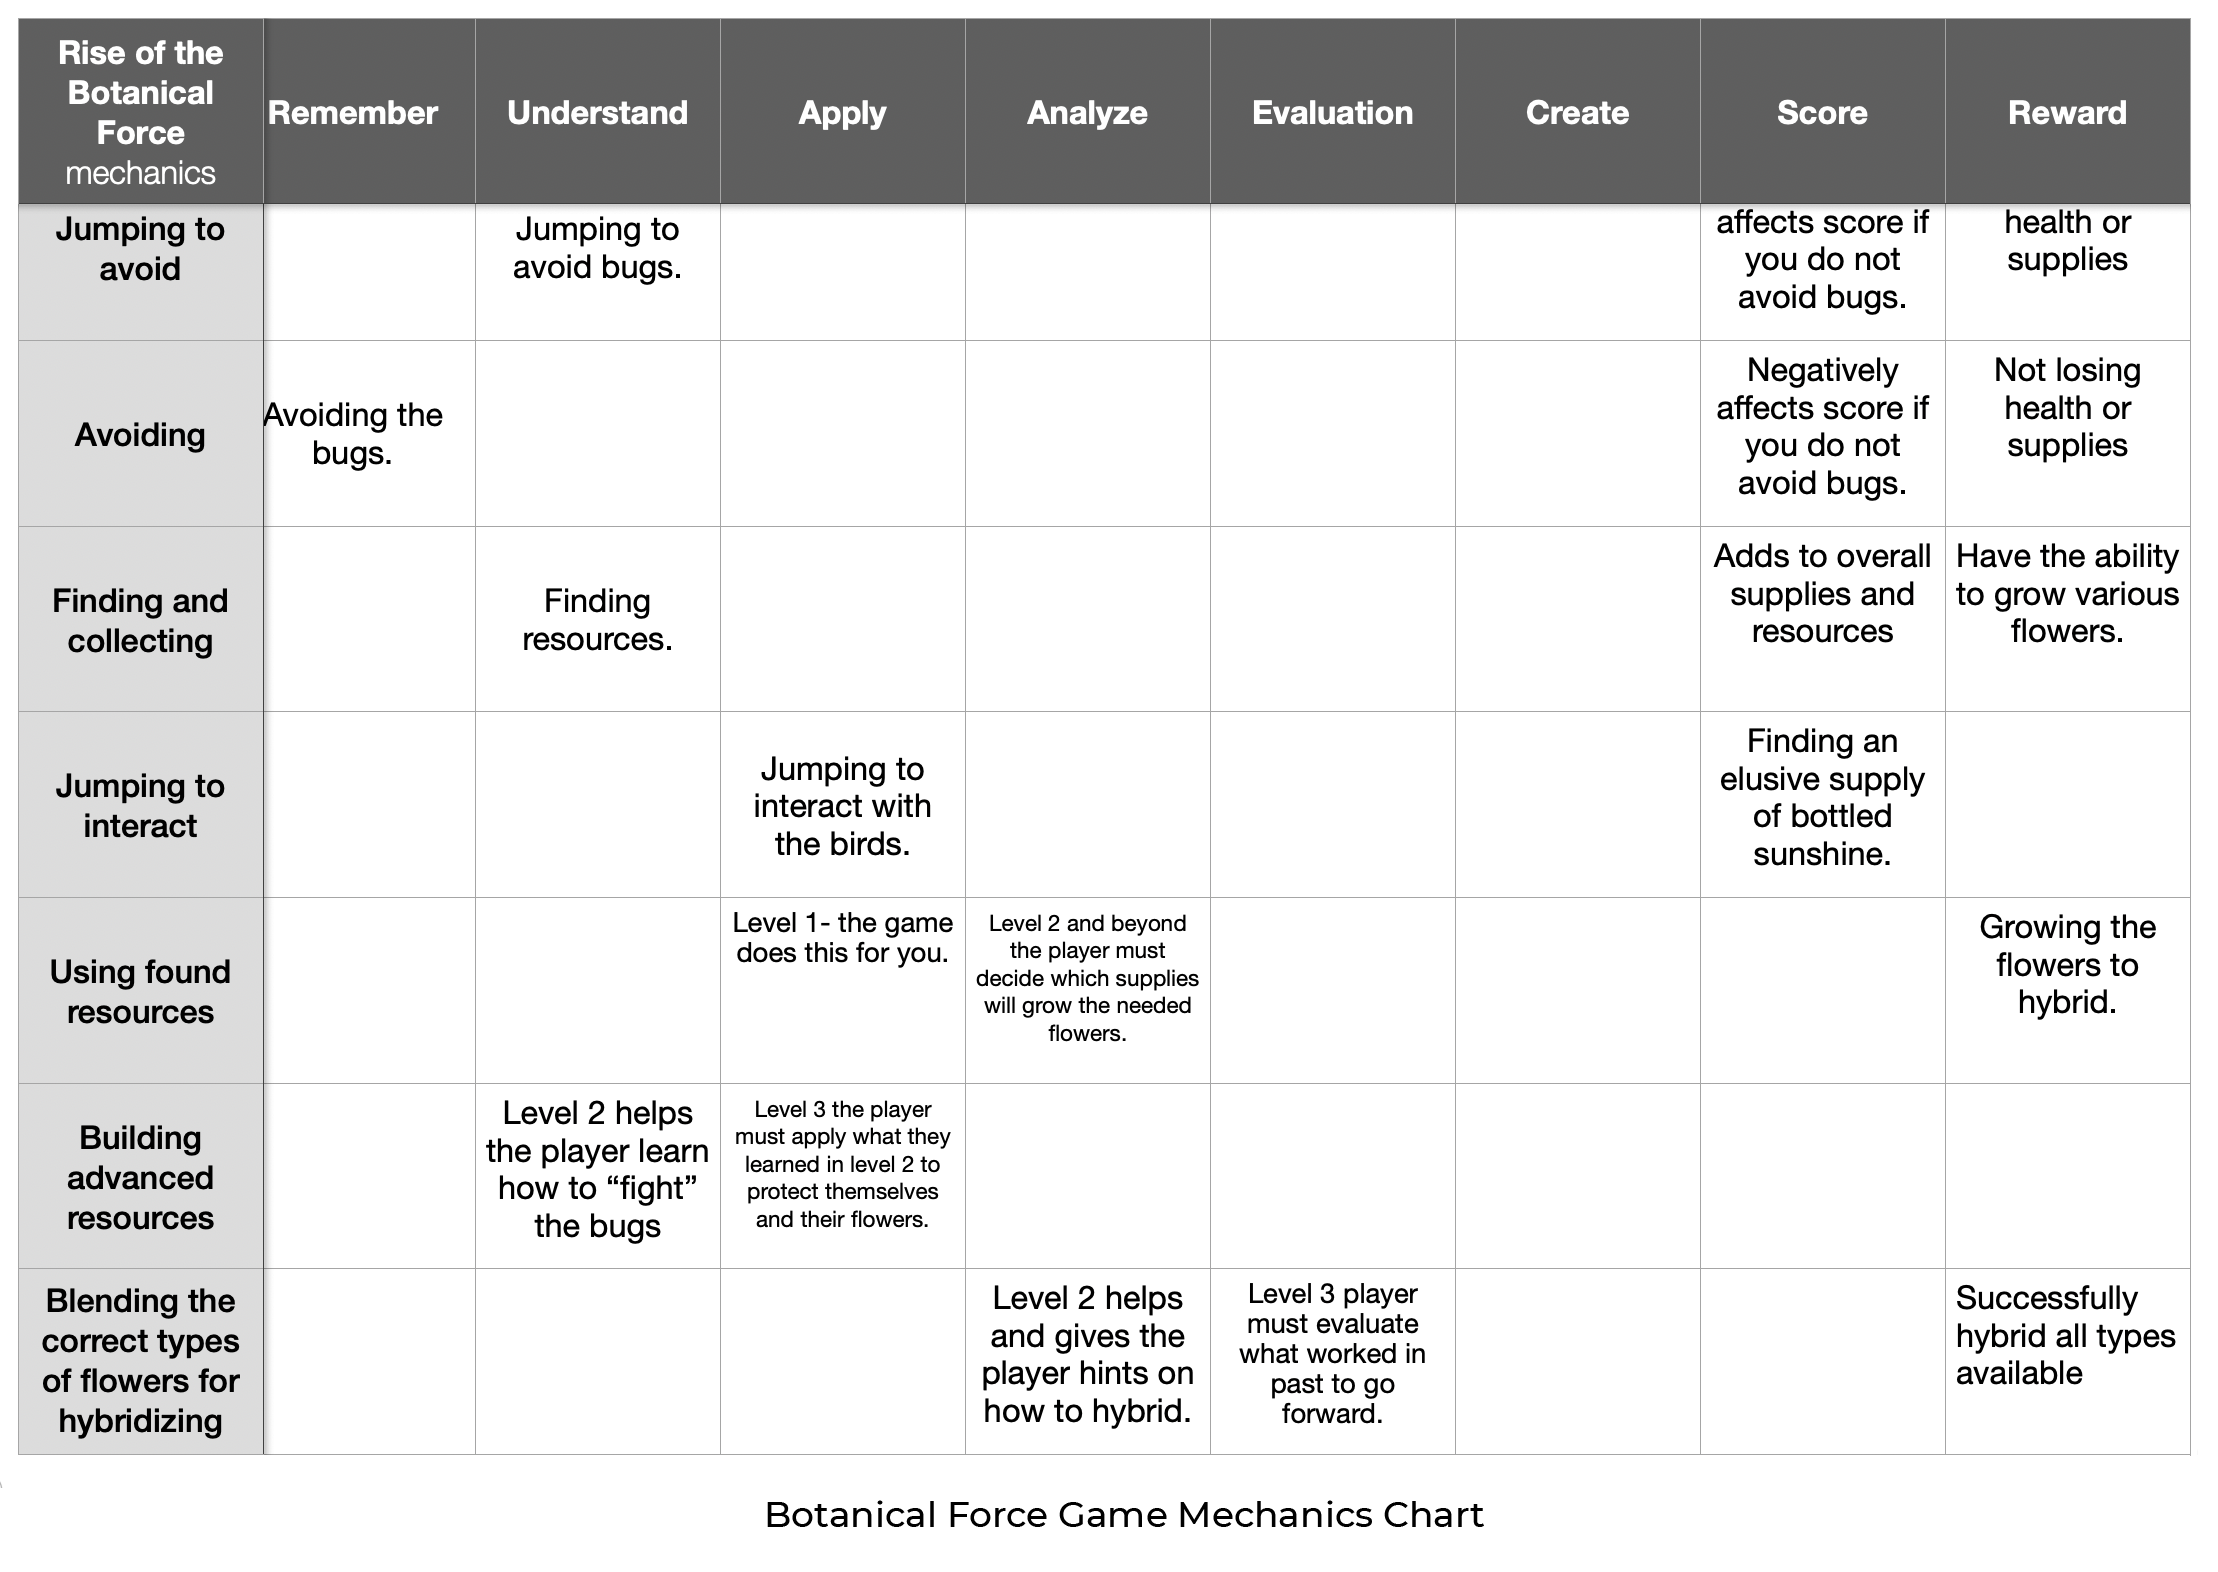 Rise of the
Botanical
Force
mechanics
Remember
Understand
Apply
Analyze
Evaluation
Create
Score
Reward
Jumping to
avoid
Jumping to
avoid bugs.
affects score if
you do not
avoid bugs.
health or
supplies
Avoiding
Avoiding the
bugs.
Negatively
affects score if
you do not
avoid bugs.
Not losing
health or
supplies
Finding and
collecting
Finding
resources.
Adds to overall
supplies and
resources
Have the ability
to grow various
flowers.
Jumping to
interact
Jumping to
interact with
the birds.
Finding an
elusive supply
of bottled
sunshine.
Using found
resources
Level 1- the game
does this for you.
Level 2 and beyond
the player must
decide which supplies
will grow the needed
flowers.
Growing the
flowers to
hybrid.
Building
advanced
resources
Level 2 helps
the player learn
how to “fight”
the bugs
Level 3 the player
must apply what they
learned in level 2 to
protect themselves
and their flowers.
Blending the
correct types
of flowers for
hybridizing
Level 2 helps
and gives the
player hints on
how to hybrid.
Level 3 player
must evaluate
what worked in
past to go
forward.
Successfully
hybrid all types
available
Botanical Force Game Mechanics Chart